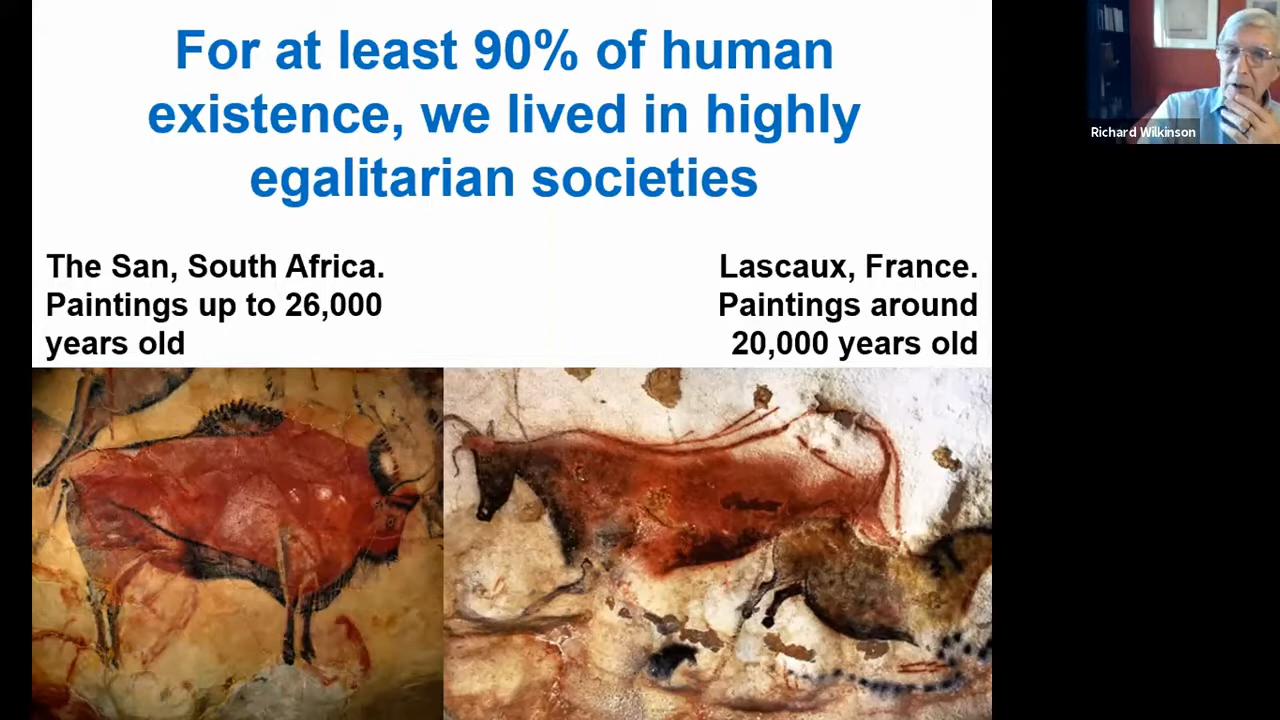 For at least 90% of human
existence, we lived in highly
egalitarian societies
The San, South Africa.
Paintings up to 26,000
years old
Lascaux, France.
Paintings around
20,000 years old
Richard Wilkinson